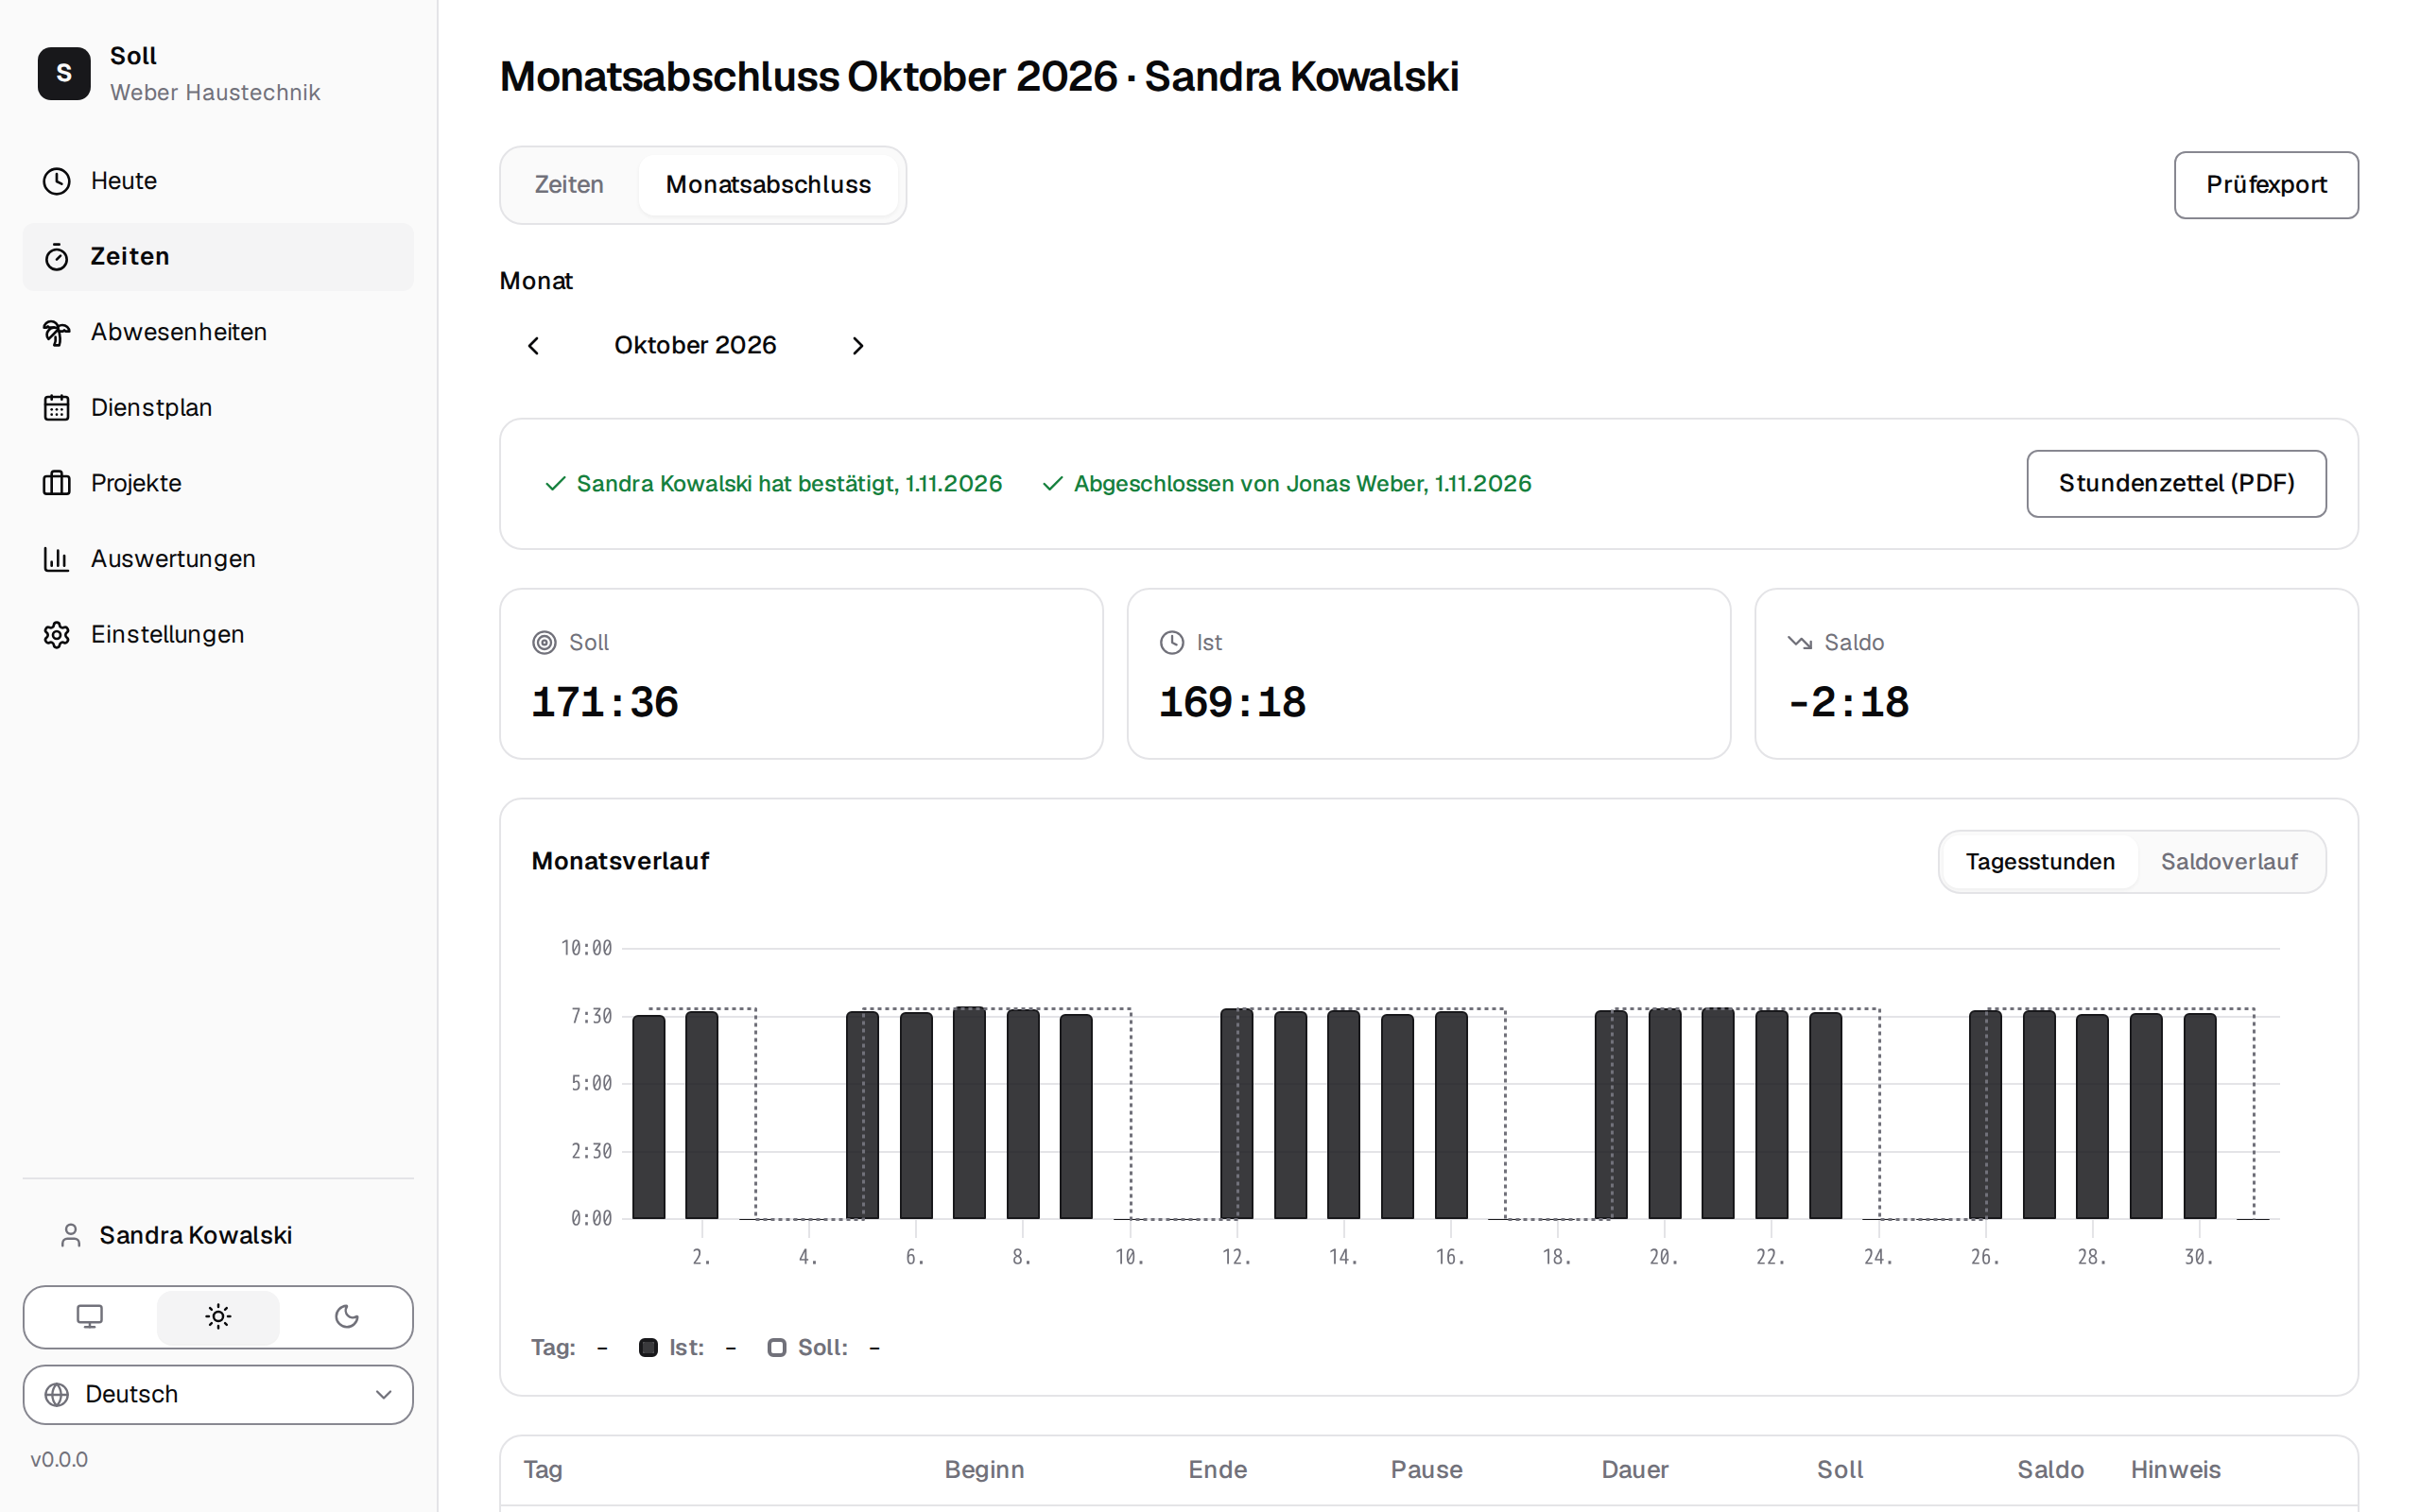 S
Soll
Weber Haustechnik
Heute
Zeiten
Abwesenheiten
Dienstplan
Projekte
Auswertungen
Einstellungen
Sandra Kowalski
Deutsch
v0.0.0
Monatsabschluss Oktober 2026 · Sandra Kowalski
Zeiten Monatsabschluss Prüfexport
Monat
Oktober 2026
Sandra Kowalski hat bestätigt, 1.11.2026 Abgeschlossen von Jonas Weber, 1.11.2026 Stundenzettel (PDF)
Soll Ist Saldo
171:36 169:18 -2:18
Monatsverlauf Tagesstunden Saldoverlauf
10:00
7:30
5:00
2:30
0:00
2. 4. 6. 8. 10. 12. 14. 16. 18. 20. 22. 24. 26. 28. 30.
Tag: – Ist: – Soll: –
Tag Beginn Ende Pause Dauer Soll Saldo Hinweis